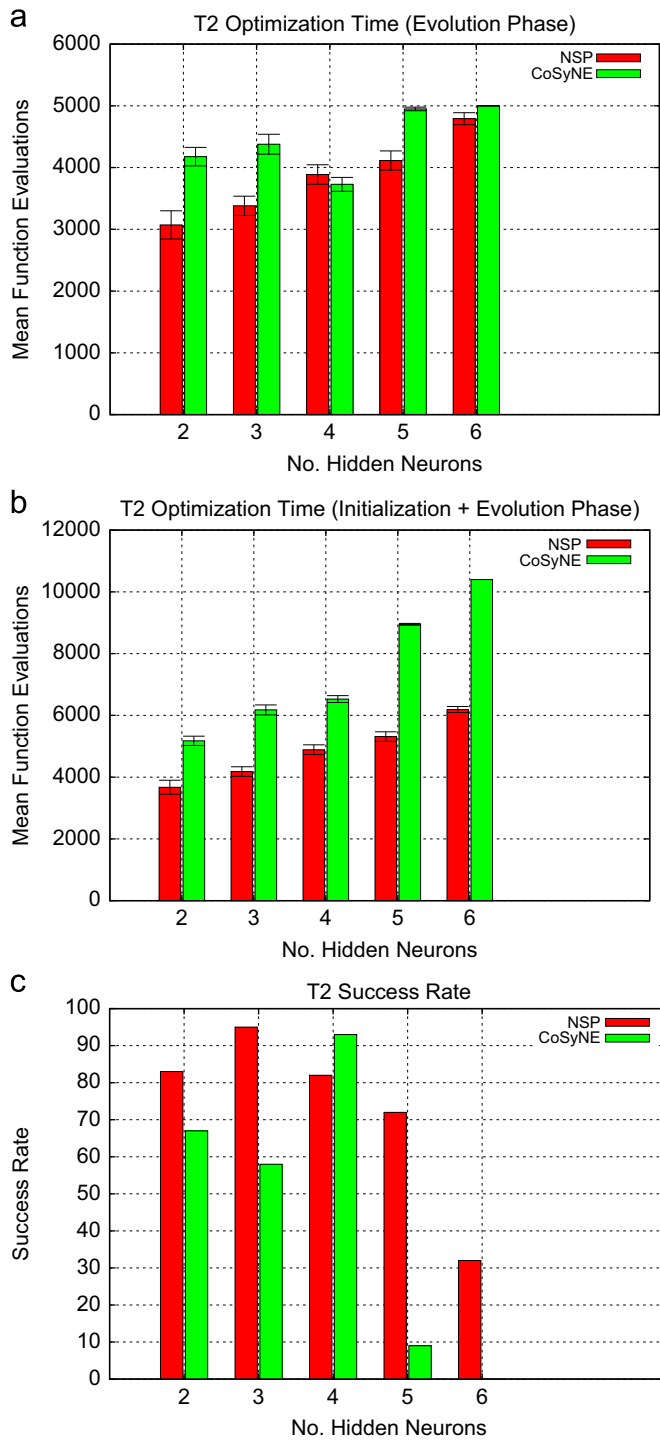 a
T2 Optimization Time (Evolution Phase)
6000
5000
4000
3000
2000
1000
0
Mean Function Evaluations
NSP
CoSyNE
2 3 4 5 6
No. Hidden Neurons
b
T2 Optimization Time (Initialization + Evolution Phase)
12000
10000
8000
6000
4000
2000
0
Mean Function Evaluations
NSP
CoSyNE
2 3 4 5 6
No. Hidden Neurons
c
T2 Success Rate
100
90
80
70
60
50
40
30
20
10
0
Success Rate
NSP
CoSyNE
2 3 4 5 6
No. Hidden Neurons